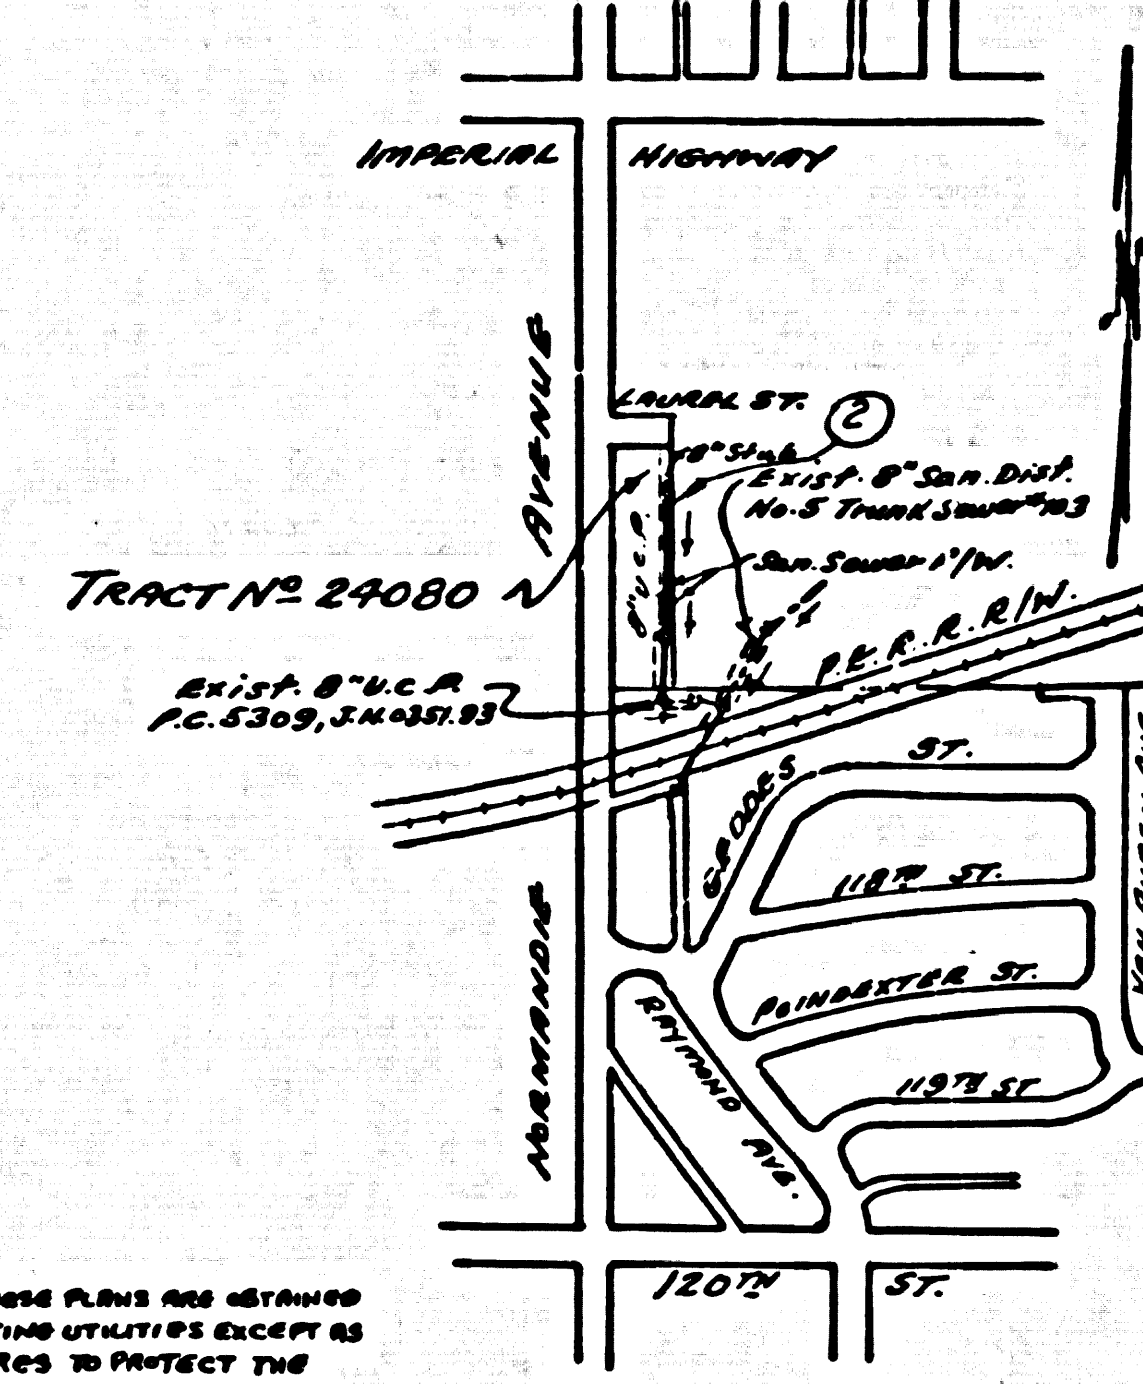 IMPERIAL HIGHWAY
AVENUE
LAUREL ST.
2
8" Stub
Exist. 8" San. Dist.
No. 5 Trunk Sewer #103
8" V.C.P.
San. Sewer R/W.
TRACT Nº 24080
P.E. R.R. R/W.
Exist. 8" V.C.P.
P.C. 5309, J.N. 0351.93
ST.
118TH ST.
NORMANDIE
POINDEXTER ST.
RAYMOND AVE.
119TH ST
120TH ST.
PLANS ARE OBTAINED
UTILITIES EXCEPT AS
TO PROTECT THE